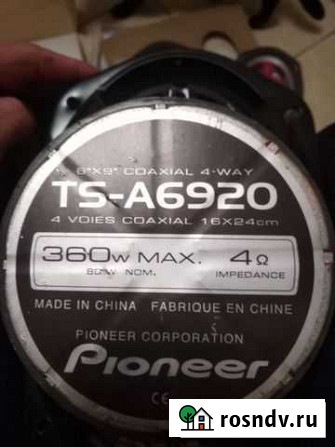 6"X9" COAXIAL 4-WAY
TS-A6920
4 VOIES COAXIAL 16X24cm
360W MAX. 4Ω
NOM. IMPEDANCE
MADE IN CHINA FABRIQUE EN CHINE
PIONEER CORPORATION
Pioneer
CE
rosndv.ru